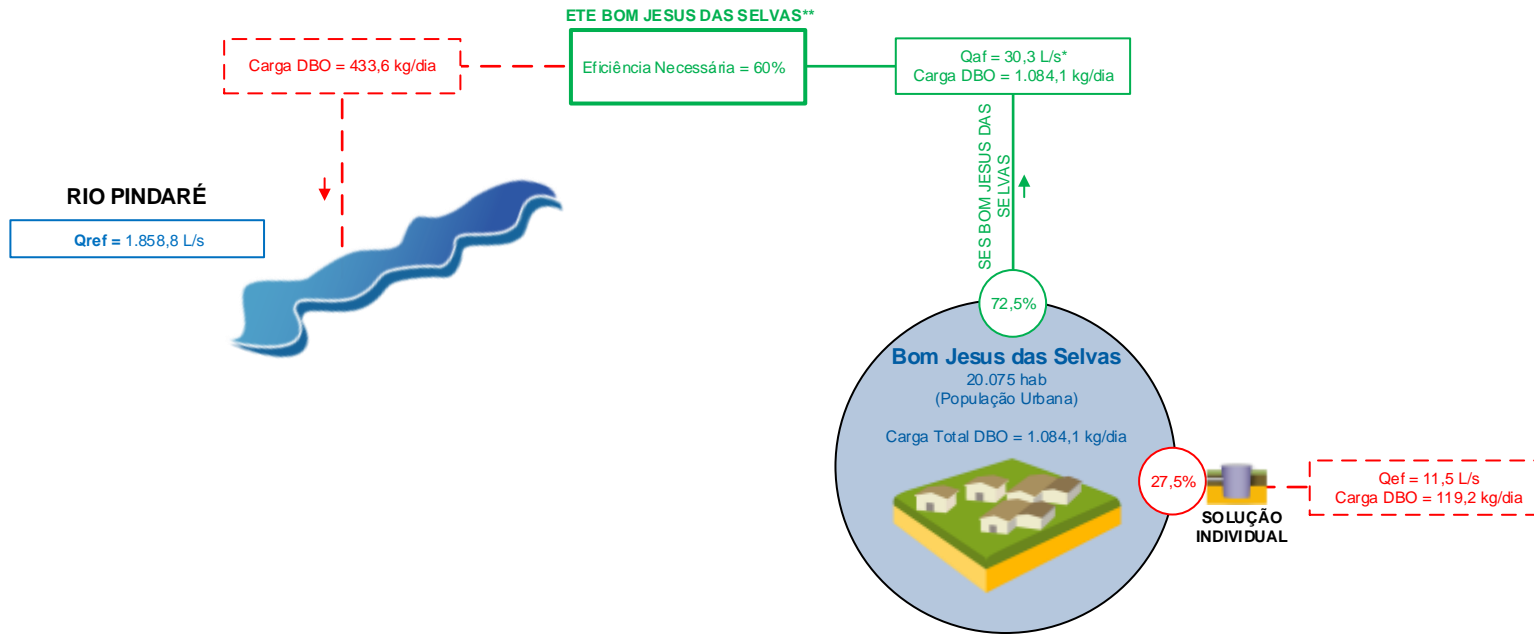 ETE BOM JESUS DAS SELVAS**
Carga DBO = 433,6 kg/dia
Eficiência Necessária = 60%
Qaf = 30,3 L/s*
Carga DBO = 1.084,1 kg/dia
SES BOM JESUS DAS
SELVAS
RIO PINDARÉ
Qref = 1.858,8 L/s
72,5%
Bom Jesus das Selvas
20.075 hab
(População Urbana)
Carga Total DBO = 1.084,1 kg/dia
27,5%
SOLUÇÃO
INDIVIDUAL
Qef = 11,5 L/s
Carga DBO = 119,2 kg/dia